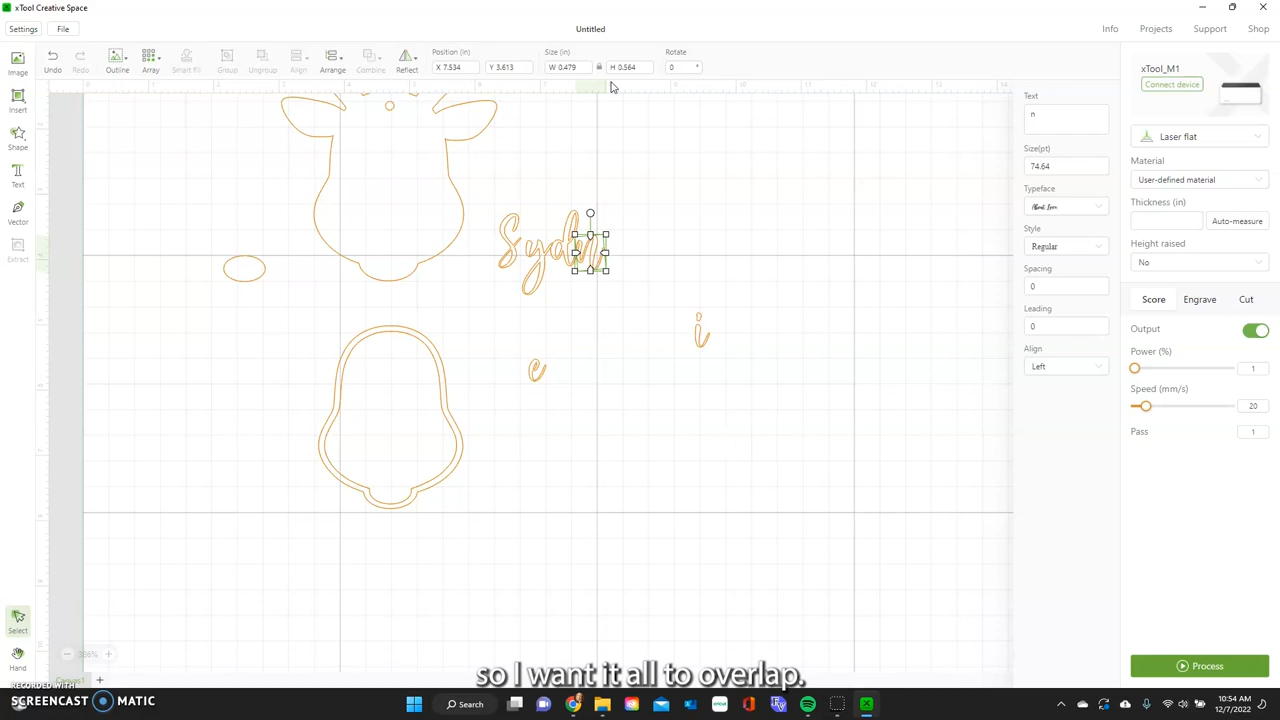 xTool Creative Space
Settings
File
Untitled
Info
Projects
Support
Shop
Image
Undo
Redo
Outline
Array
Smart fill
Group
Ungroup
Align
Arrange
Combine
Reflect
Position (in)
X 7.534
Y 3.613
Size (in)
W 0.479
H 0.564
Rotate
0 °
Insert
Shape
Text
Vector
Extract
Select
Hand
i
e
Text
n
Size(pt)
74.64
Typeface
About Love
Style
Regular
Spacing
0
Leading
0
Align
Left
xTool_M1
Connect device
Laser flat
Material
User-defined material
Thickness (in)
Auto-measure
Height raised
No
Score
Engrave
Cut
Output
Power (%)
1
Speed (mm/s)
20
Pass
1
Process
so I want it all to overlap.
Canvas1
RECORDED WITH
SCREENCAST MATIC
Search
10:54 AM
12/7/2022